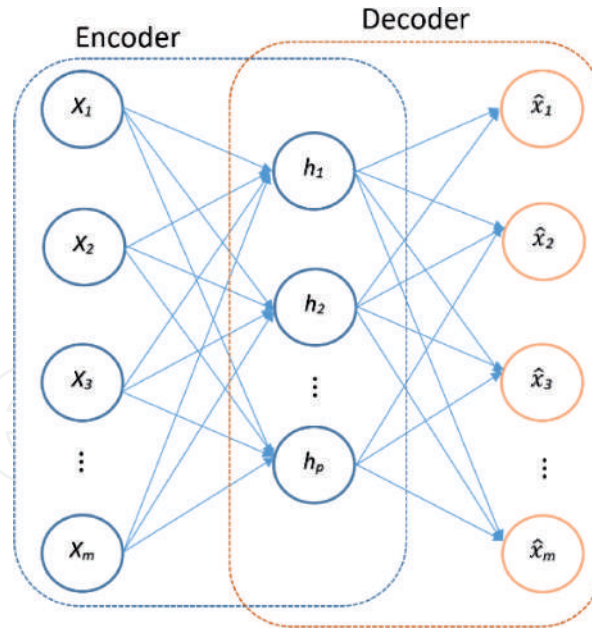 Encoder
Decoder
X1
X2
X3
⋮
Xm
h1
h2
⋮
hp
x̂1
x̂2
x̂3
⋮
x̂m